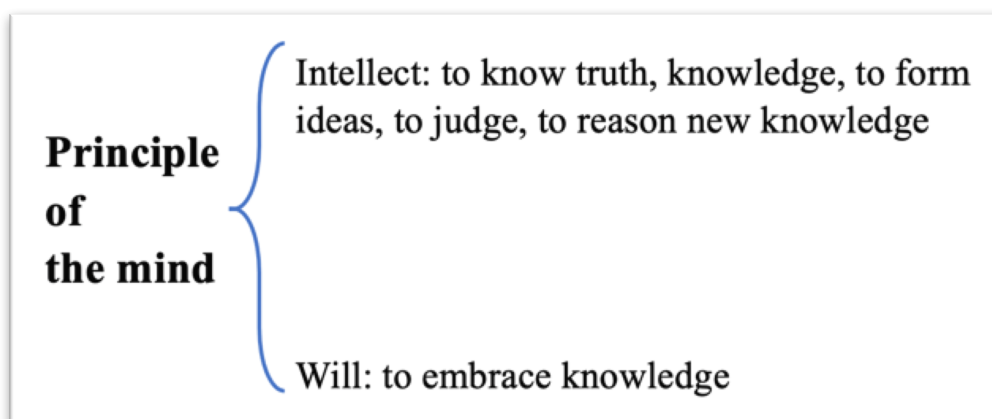 Principle
of
the mind
Intellect: to know truth, knowledge, to form
ideas, to judge, to reason new knowledge
Will: to embrace knowledge